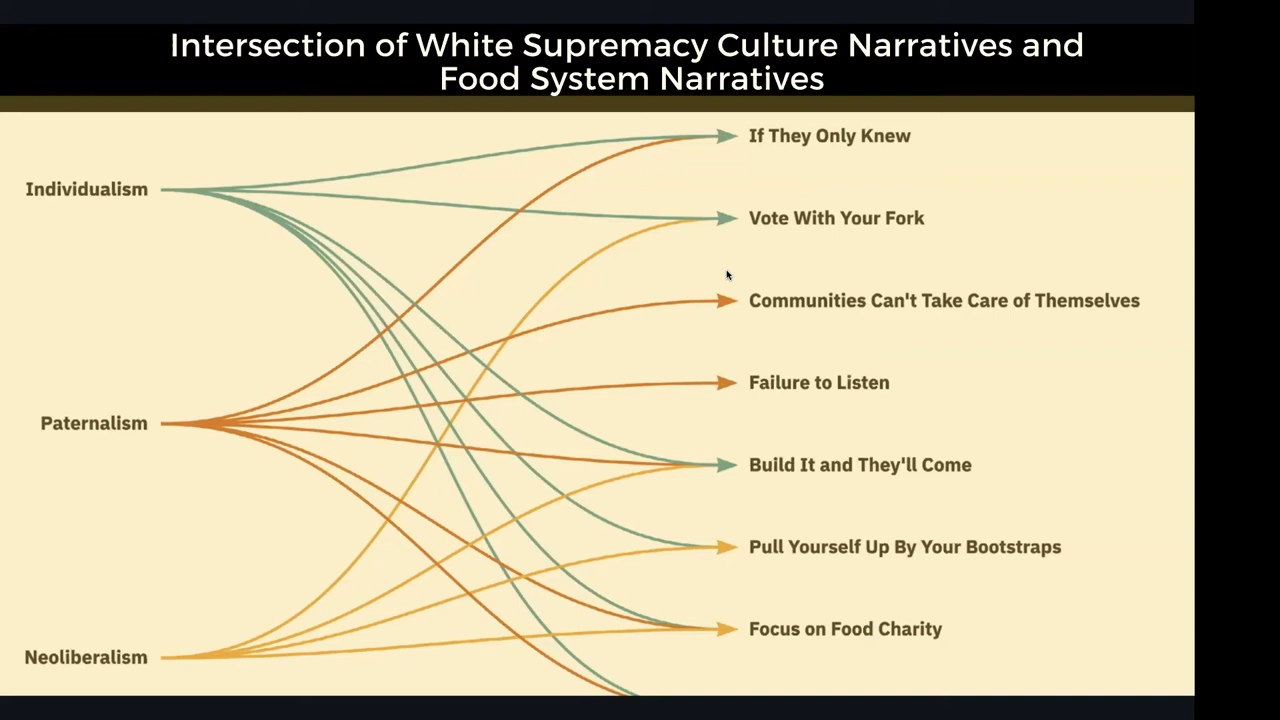 Intersection of White Supremacy Culture Narratives and
Food System Narratives
If They Only Knew
Individualism
Vote With Your Fork
Communities Can't Take Care of Themselves
Failure to Listen
Paternalism
Build It and They'll Come
Pull Yourself Up By Your Bootstraps
Focus on Food Charity
Neoliberalism